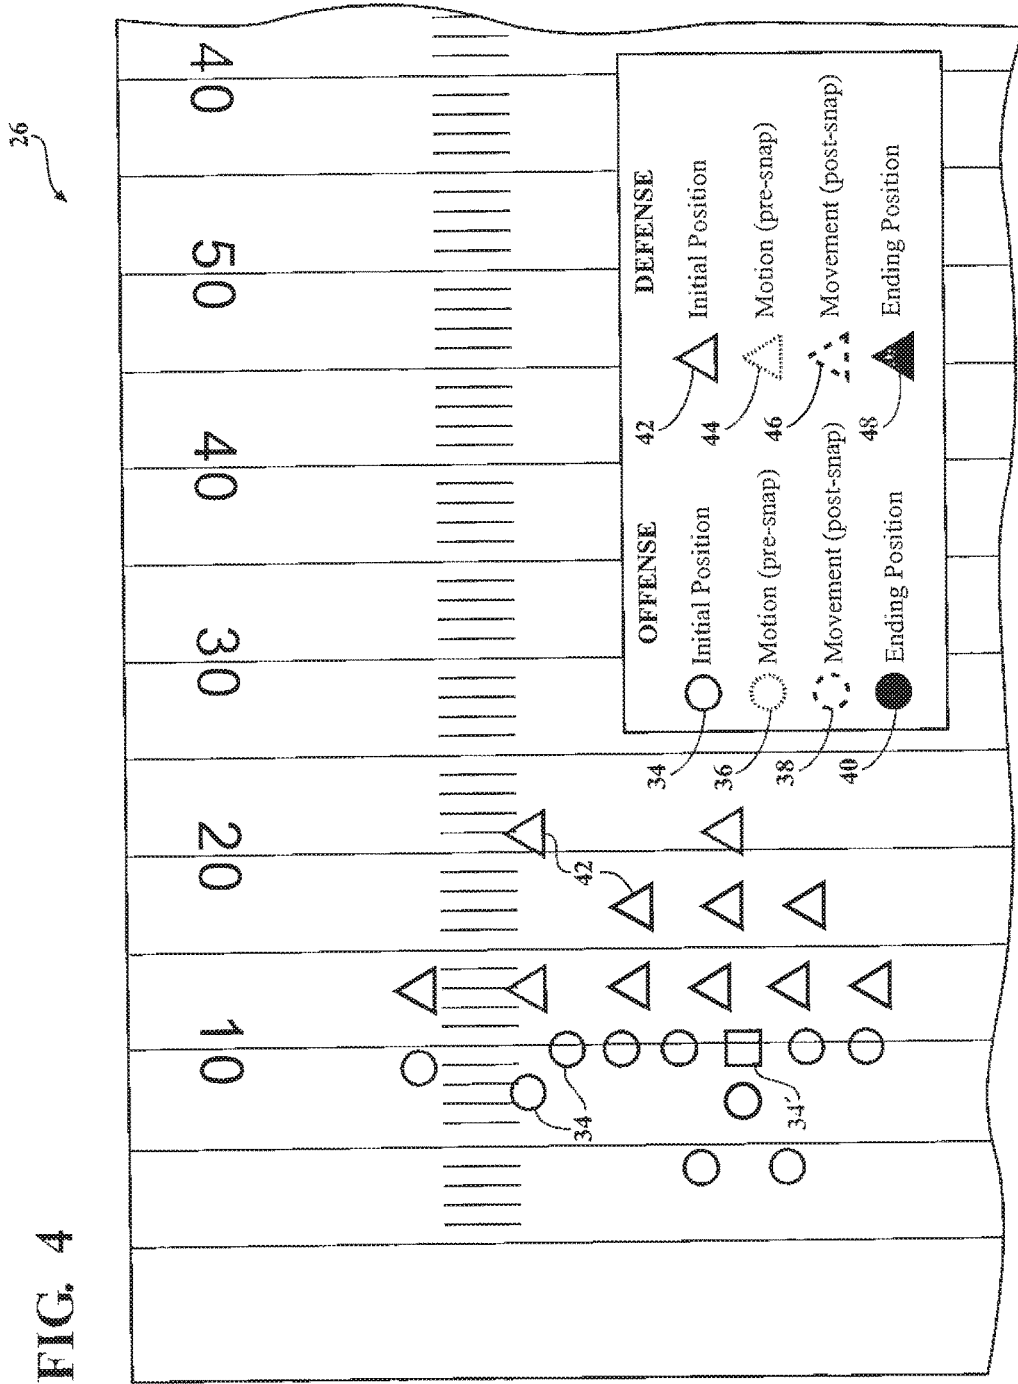 FIG. 4
26
10
20
30
40
50
40
34
34'
42
OFFENSE
34 Initial Position
36 Motion (pre-snap)
38 Movement (post-snap)
40 Ending Position
DEFENSE
42 Initial Position
44 Motion (pre-snap)
46 Movement (post-snap)
48 Ending Position